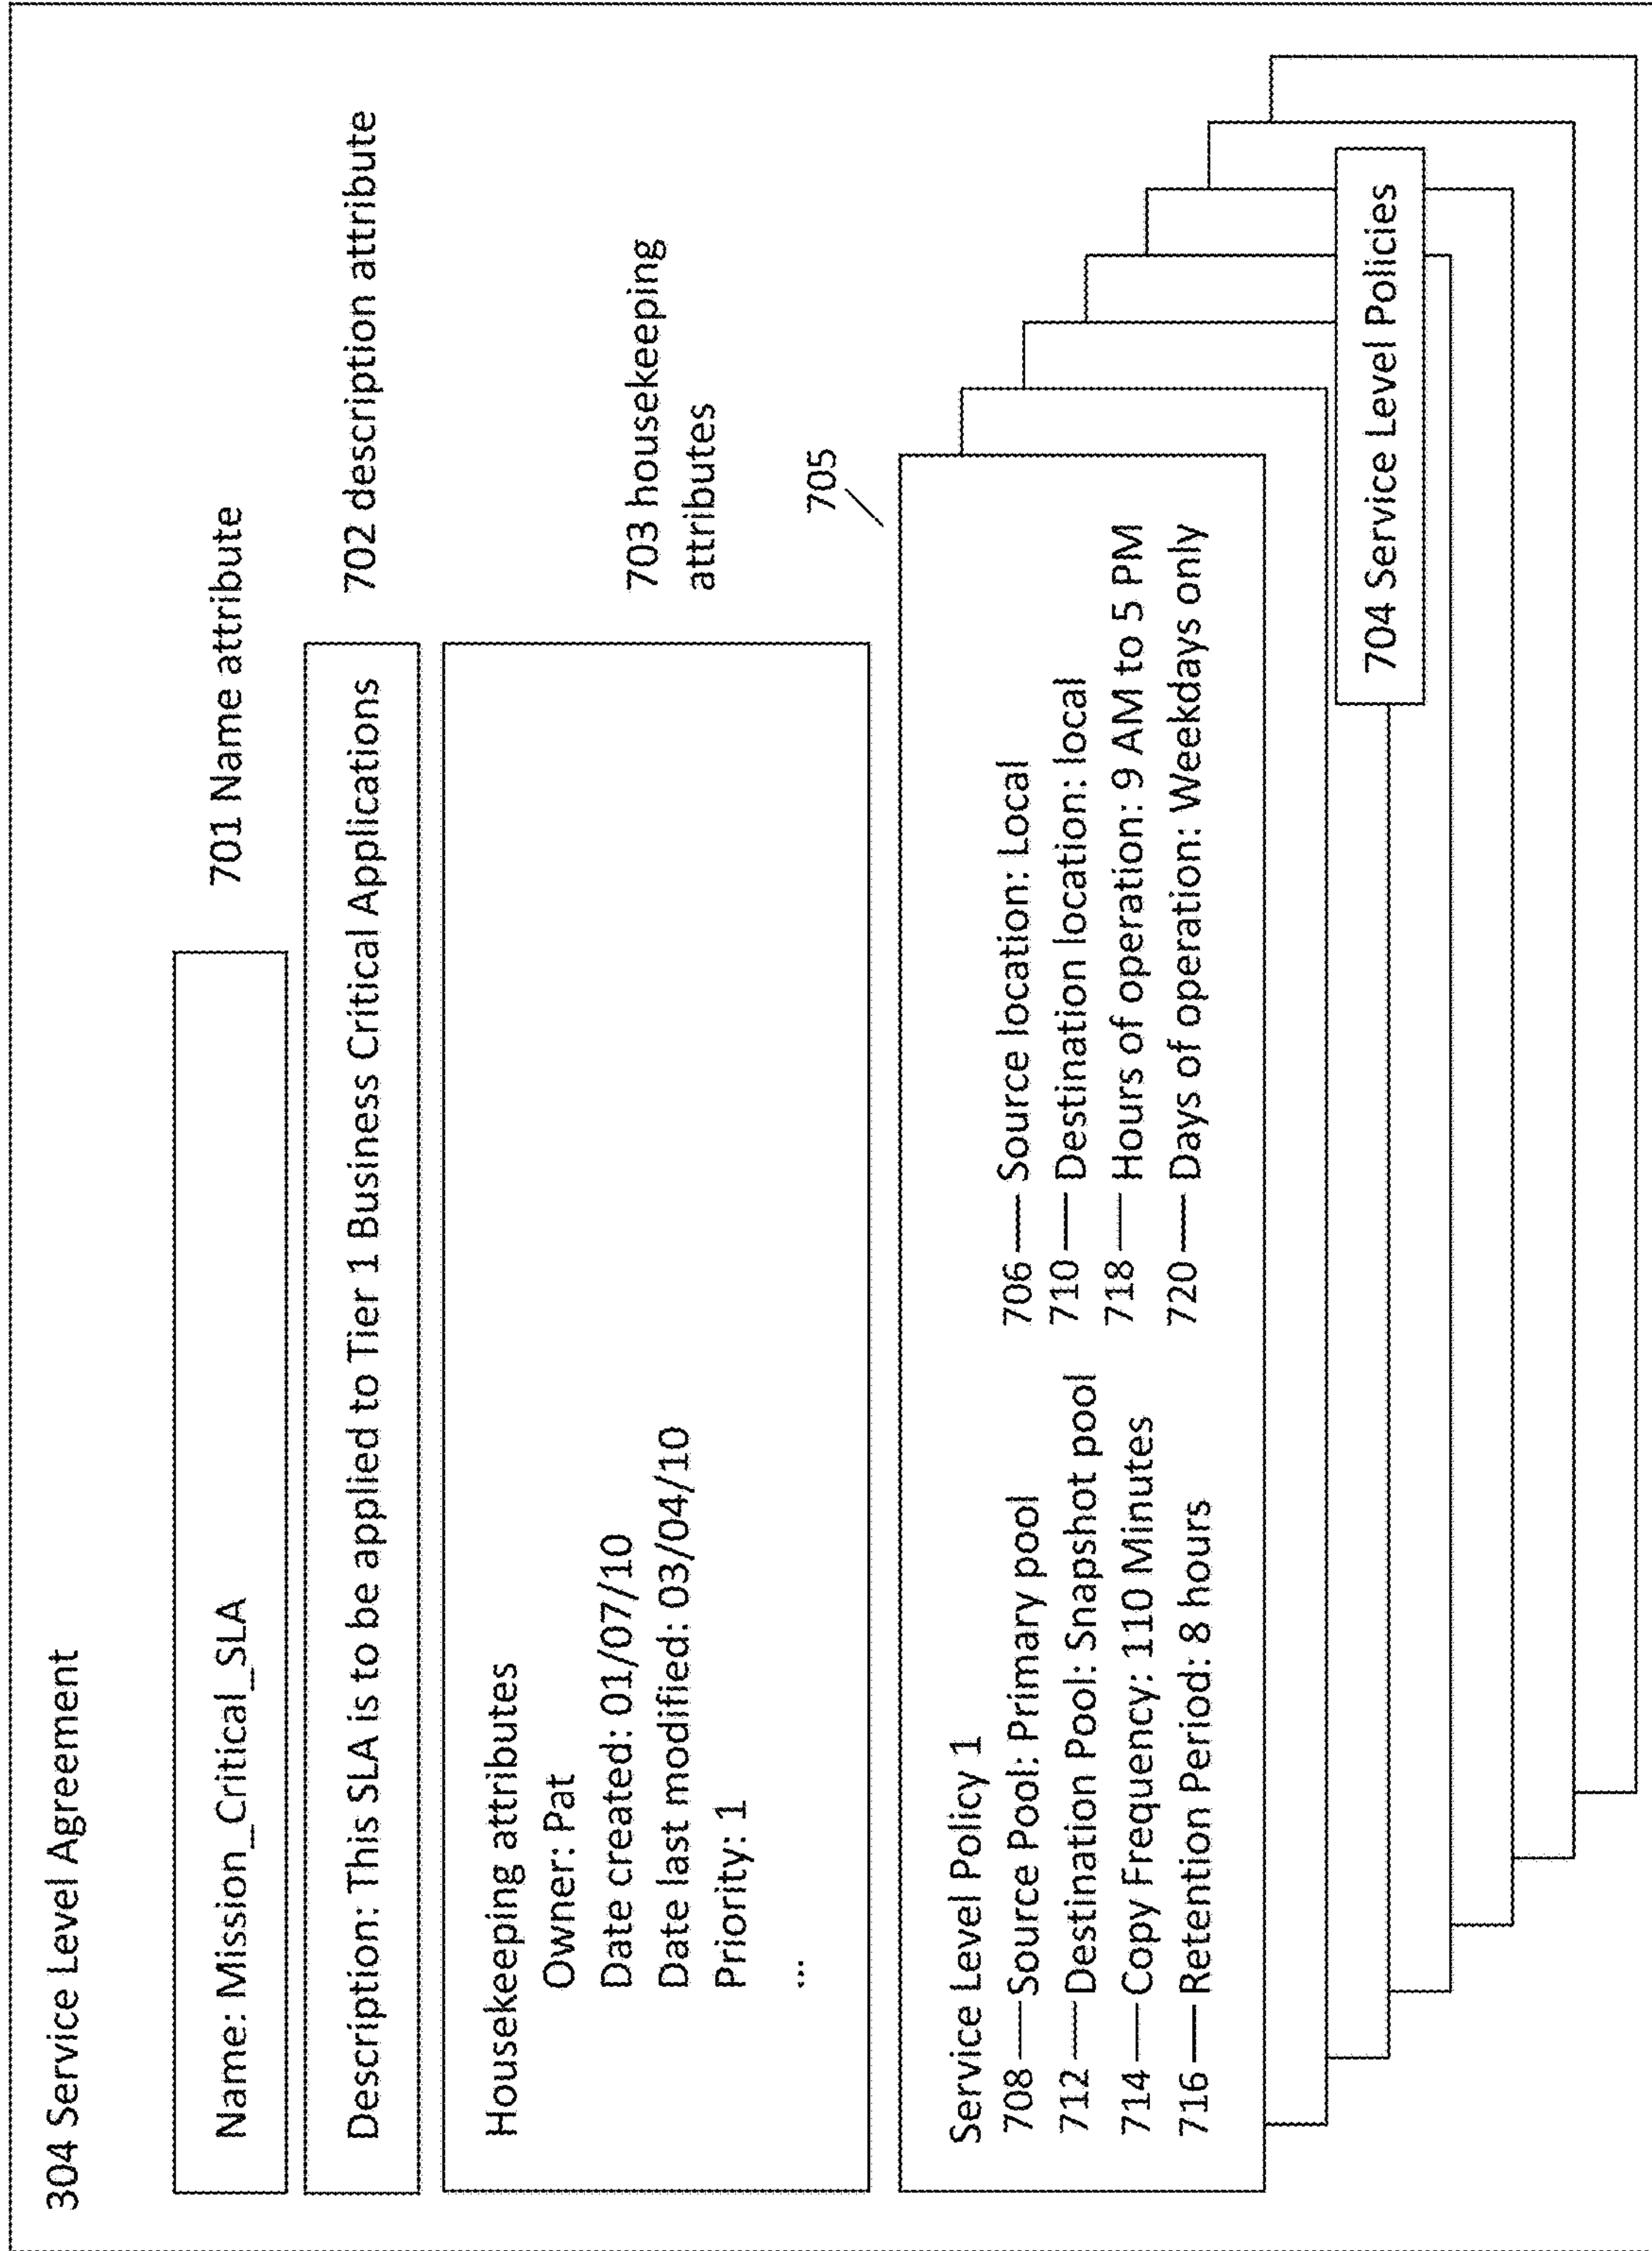 304 Service Level Agreement
Name: Mission_Critical_SLA
701 Name attribute
Description: This SLA is to be applied to Tier 1 Business Critical Applications
702 description attribute
Housekeeping attributes
Owner: Pat
Date created: 01/07/10
Date last modified: 03/04/10
Priority: 1
...
703 housekeeping
attributes
705
Service Level Policy 1
708 Source Pool: Primary pool
712 Destination Pool: Snapshot pool
714 Copy Frequency: 110 Minutes
716 Retention Period: 8 hours
706 Source location: Local
710 Destination location: local
718 Hours of operation: 9 AM to 5 PM
720 Days of operation: Weekdays only
704 Service Level Policies